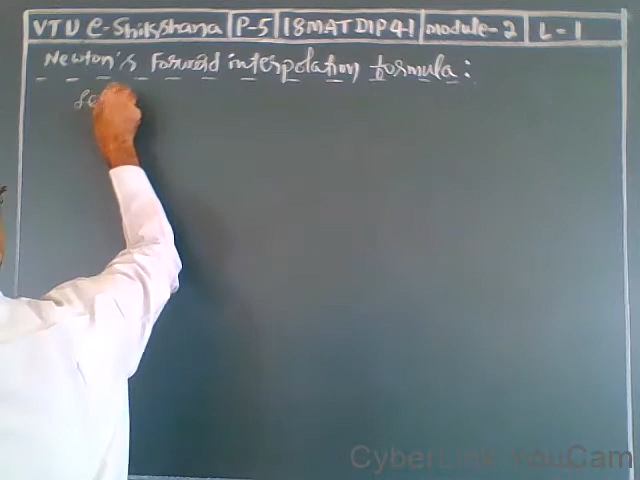 VTU e-Shikshana P-5 18MATDIP41 module-2 L-1
Newton's Forward interpolation formula:
CyberLink YouCam